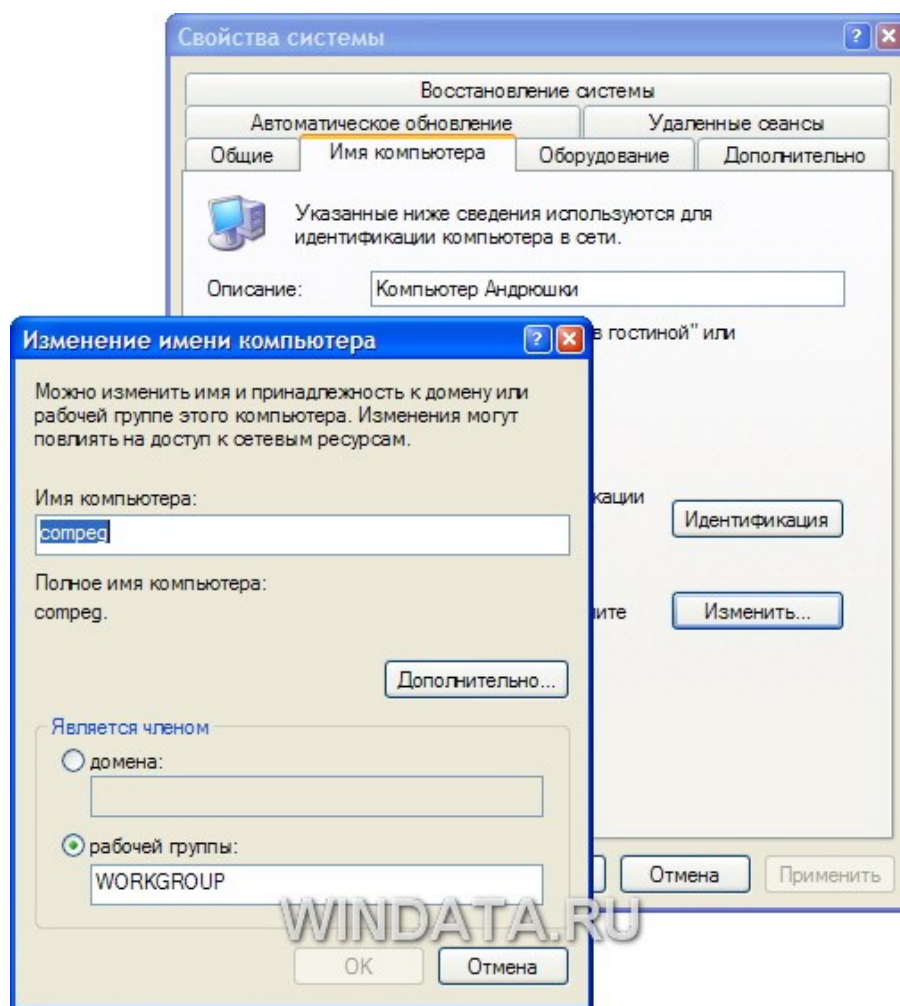 Свойства системы
Восстановление системы
Автоматическое обновление
Удаленные сеансы
Общие
Имя компьютера
Оборудование
Дополнительно
Указанные ниже сведения используются для
идентификации компьютера в сети.
Описание:
Компьютер Андрюшки
в гостиной" или
Идентификация
Изменить...
Отмена
Применить
Изменение имени компьютера
Можно изменить имя и принадлежность к домену или
рабочей группе этого компьютера. Изменения могут
повлиять на доступ к сетевым ресурсам.
Имя компьютера:
compeg
Полное имя компьютера:
compeg.
Дополнительно...
Является членом
домена:
рабочей группы:
WORKGROUP
WINDATA.RU
OK
Отмена